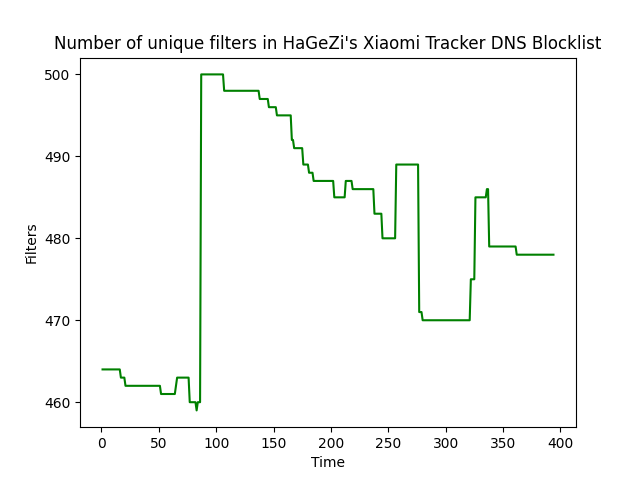 Number of unique filters in HaGeZi's Xiaomi Tracker DNS Blocklist
500
490
480
470
460
Filters
0 50 100 150 200 250 300 350 400
Time